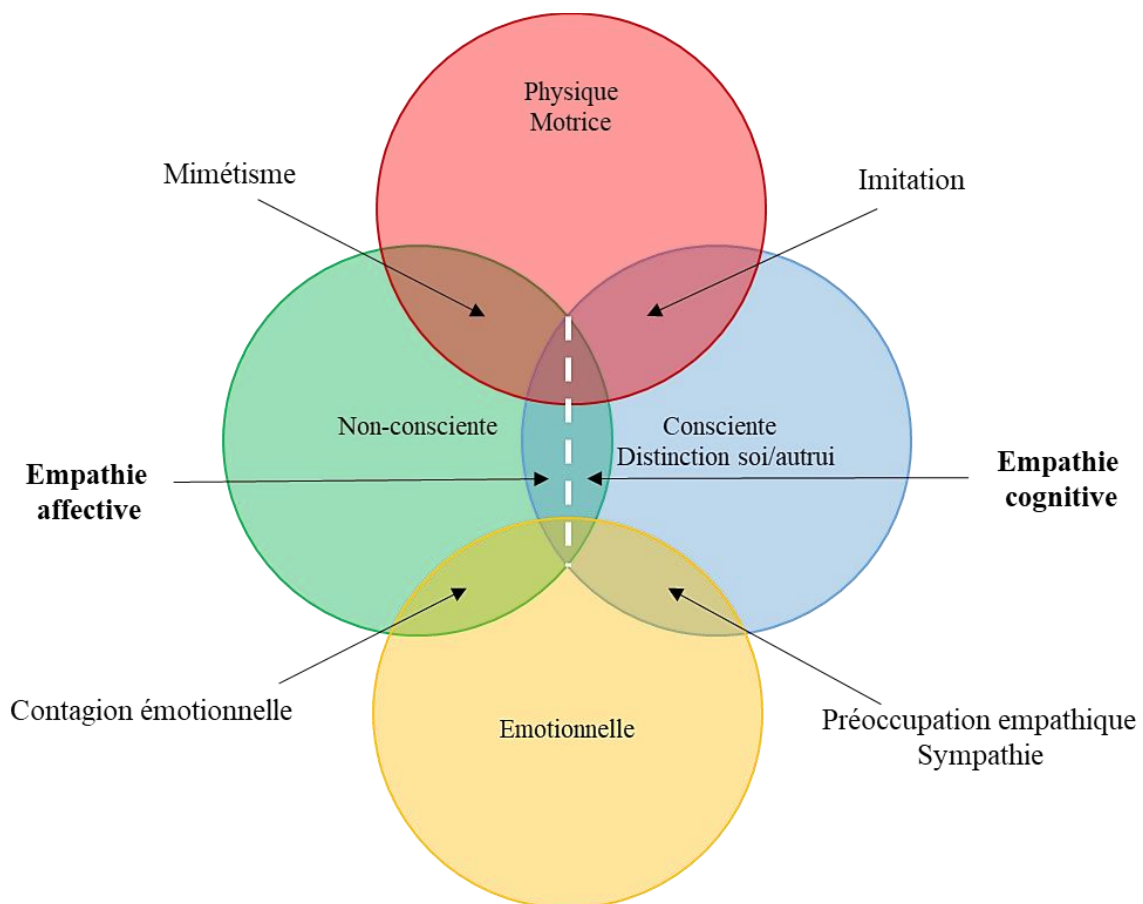 Physique
Motrice
Mimétisme
Imitation
Non-consciente
Consciente
Distinction soi/autrui
Empathie
affective
Empathie
cognitive
Contagion émotionnelle
Emotionnelle
Préoccupation empathique
Sympathie